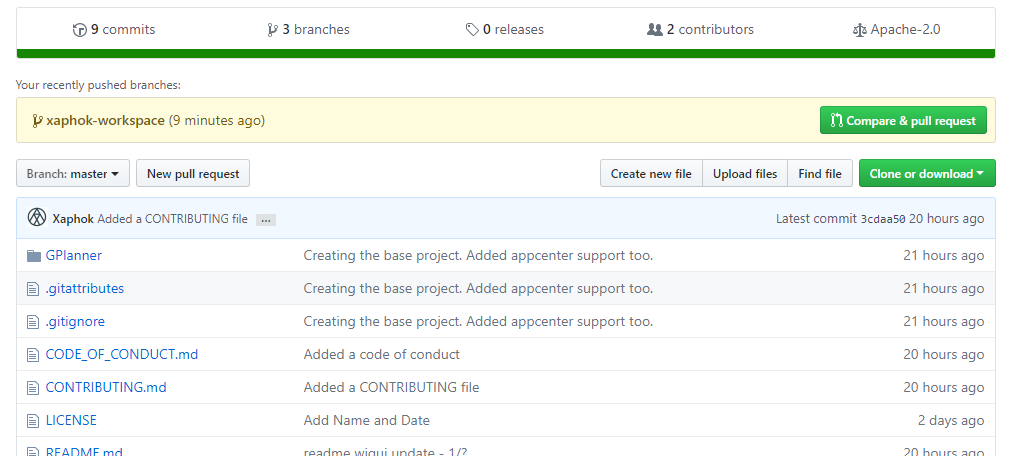 9 commits 3 branches 0 releases 2 contributors Apache-2.0
Your recently pushed branches:
xaphok-workspace (9 minutes ago) Compare & pull request
Branch: master New pull request Create new file Upload files Find file Clone or download
Xaphok Added a CONTRIBUTING file ... Latest commit 3cdaa50 20 hours ago
GPlanner Creating the base project. Added appcenter support too. 21 hours ago
.gitattributes Creating the base project. Added appcenter support too. 21 hours ago
.gitignore Creating the base project. Added appcenter support too. 21 hours ago
CODE_OF_CONDUCT.md Added a code of conduct 20 hours ago
CONTRIBUTING.md Added a CONTRIBUTING file 20 hours ago
LICENSE Add Name and Date 2 days ago
README.md readme wiqui update - 1/? 20 hours ago